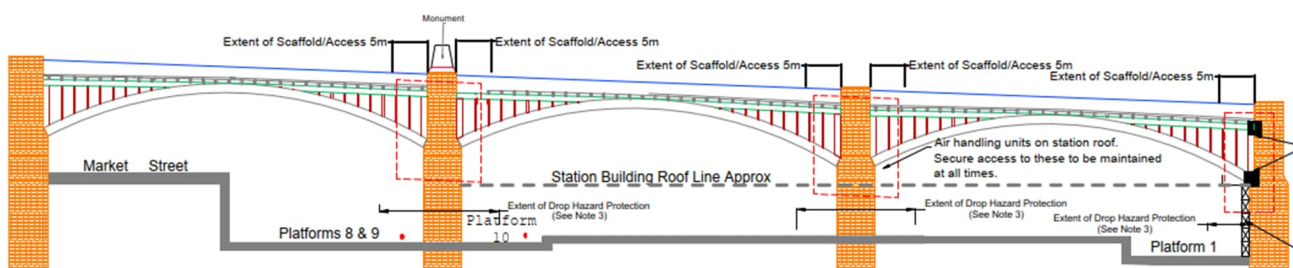 Monument
Extent of Scaffold/Access 5m
Extent of Scaffold/Access 5m
Extent of Scaffold/Access 5m
Extent of Scaffold/Access 5m
Extent of Scaffold/Access 5m
Air handling units on station roof.
Secure access to these to be maintained
at all times.
Market Street
Station Building Roof Line Approx
Extent of Drop Hazard Protection
(See Note 3)
Extent of Drop Hazard Protection
(See Note 3)
Extent of Drop Hazard Protection
(See Note 3)
Platform
10
Platforms 8 & 9
Platform 1